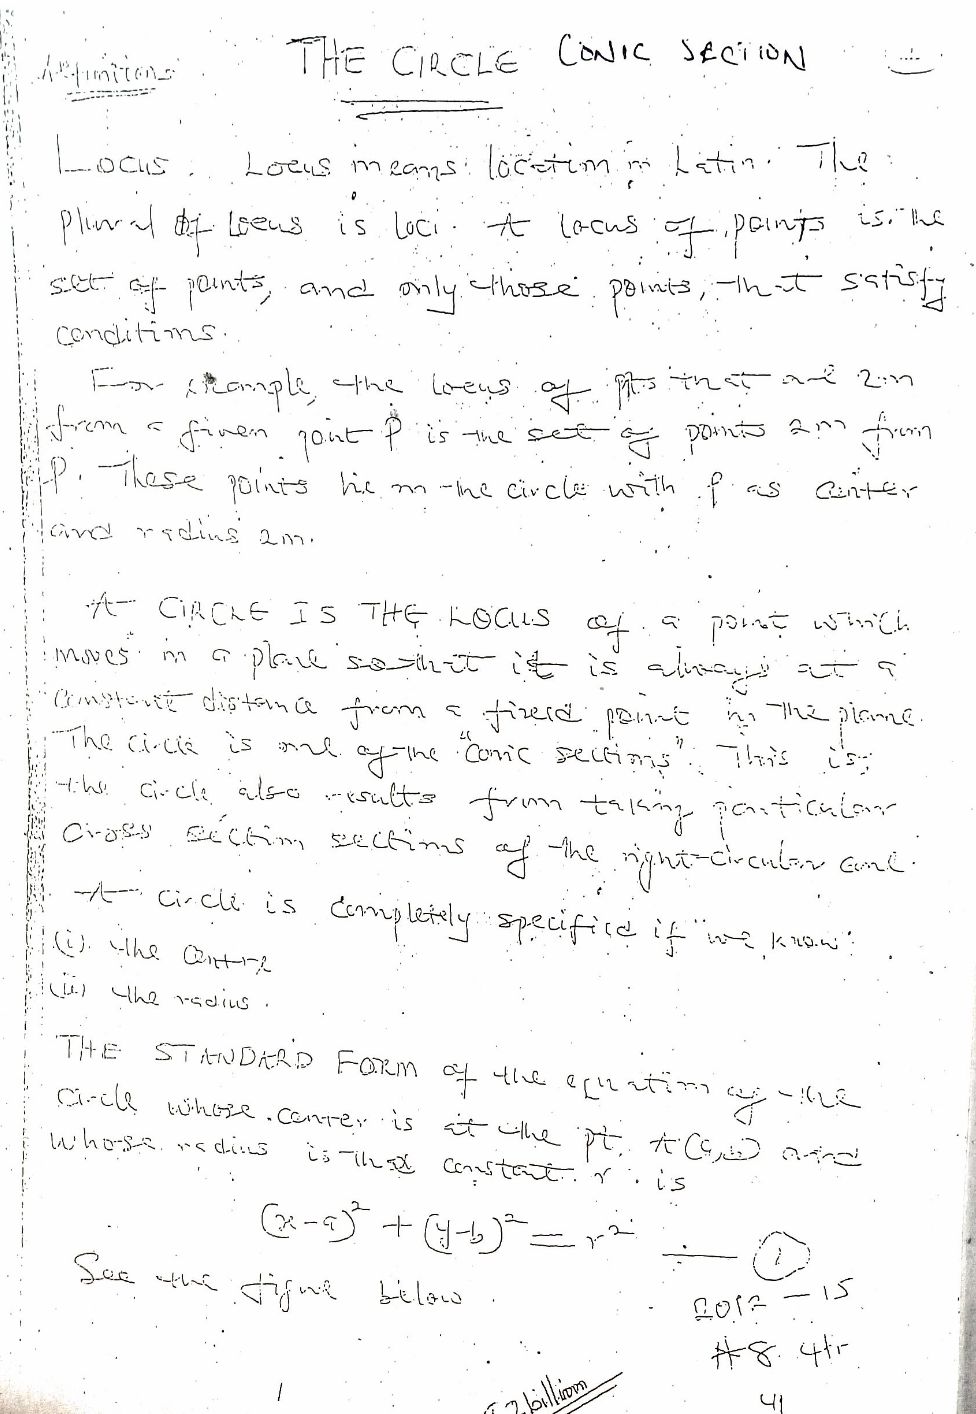 THE CIRCLE CONIC SECTION
Definitions
Locus. Locus means location in Latin. The
plural of locus is loci. A locus of points is the
set of points, and only those points, that satisfy
conditions.
For example, the locus of pts that are 2m
from a given point P is the set of points 2m from
P. These points lie on the circle with P as center
and radius 2m.
A CIRCLE IS THE LOCUS of a point which
moves in a plane so that it is always at a
constant distance from a fixed point in the plane.
The circle is one of the "conic sections". This is,
the circle also results from taking particular
cross section sections of the right-circular cone.
A circle is completely specified if we know:
(i) the centre
(ii) the radius.
THE STANDARD FORM of the equation of the
circle whose center is at the pt. A(a,b) and
whose radius is the constant r is
(x-a)² + (y-b)² = r² — (i)
See the figure below.
2012 - 15
#8. 4tr
1
2 billion
41